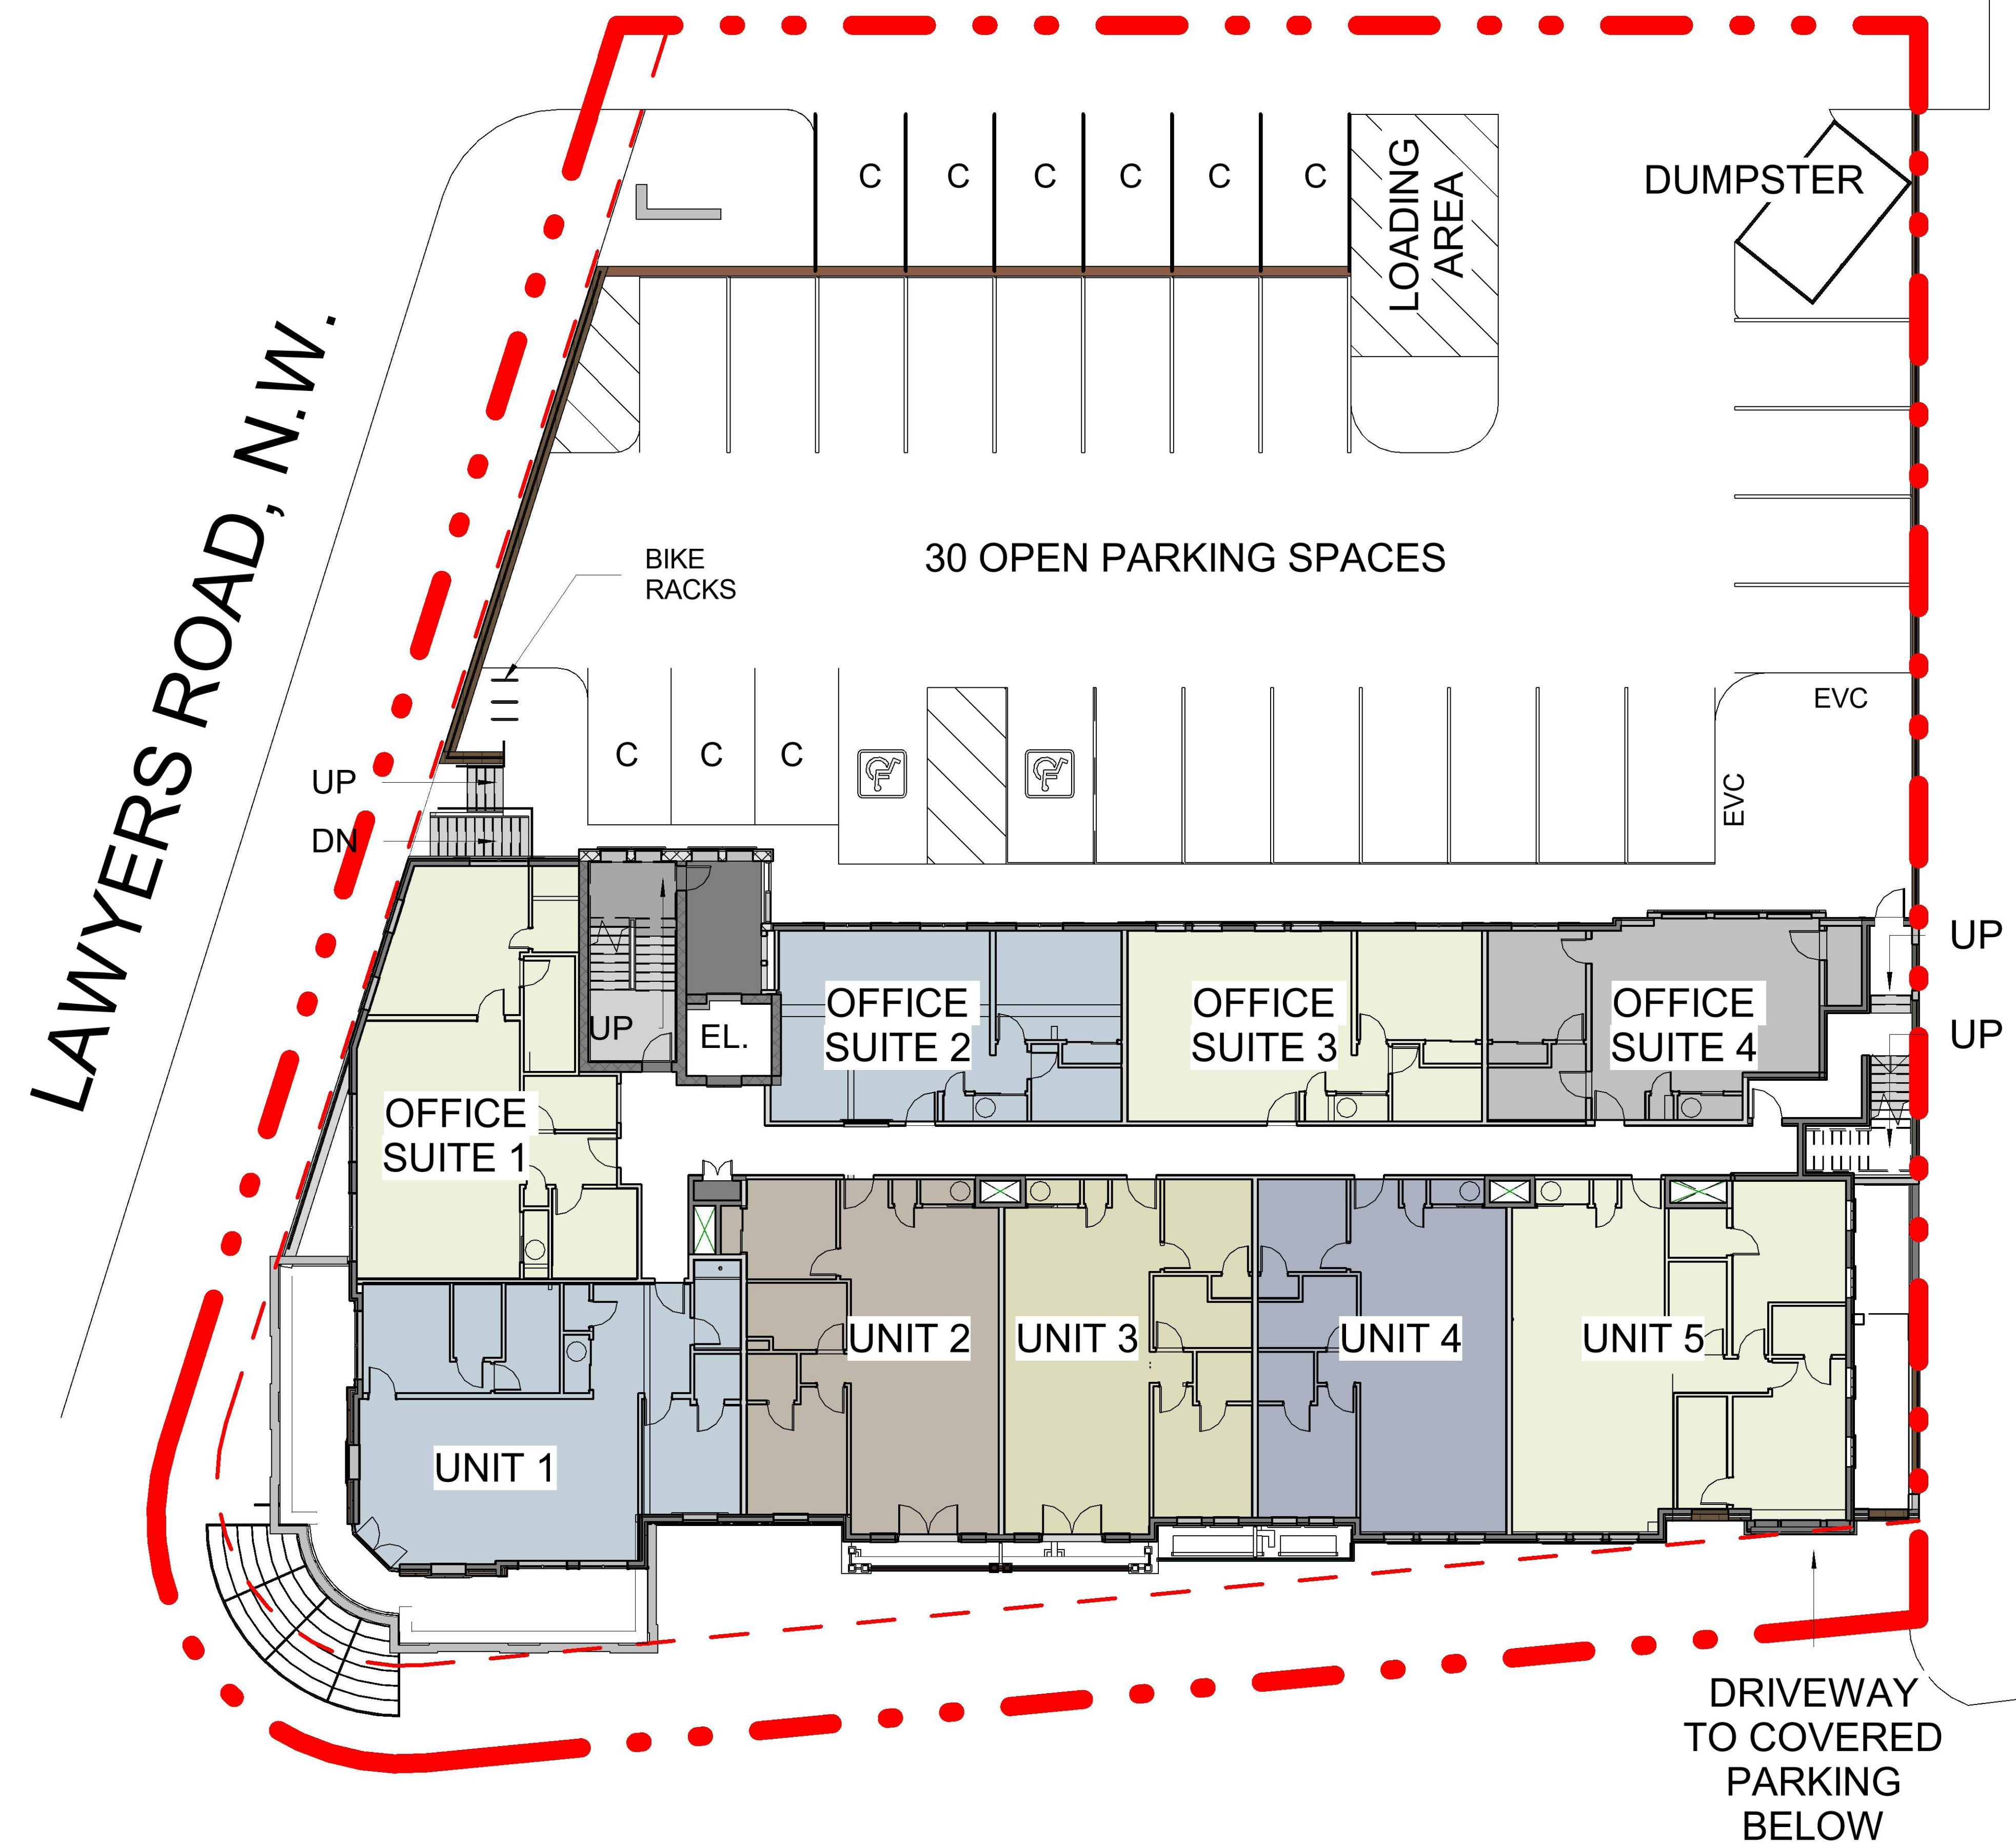 C
C
C
C
C
C
LOADING
AREA
DUMPSTER
LAWYERS ROAD, N.W.
BIKE
RACKS
30 OPEN PARKING SPACES
EVC
EVC
C
C
C
UP
DN
UP
UP
UP
EL.
OFFICE
SUITE 1
OFFICE
SUITE 2
OFFICE
SUITE 3
OFFICE
SUITE 4
UNIT 1
UNIT 2
UNIT 3
UNIT 4
UNIT 5
DRIVEWAY
TO COVERED
PARKING
BELOW